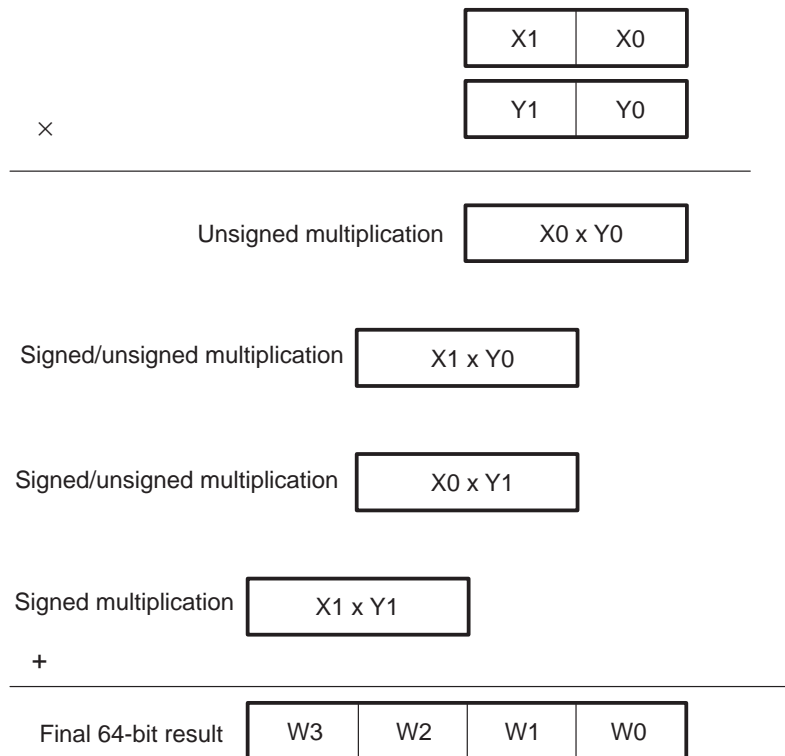 X1 X0
Y1 Y0
×
Unsigned multiplication X0 x Y0
Signed/unsigned multiplication X1 x Y0
Signed/unsigned multiplication X0 x Y1
Signed multiplication X1 x Y1
+
Final 64-bit result W3 W2 W1 W0